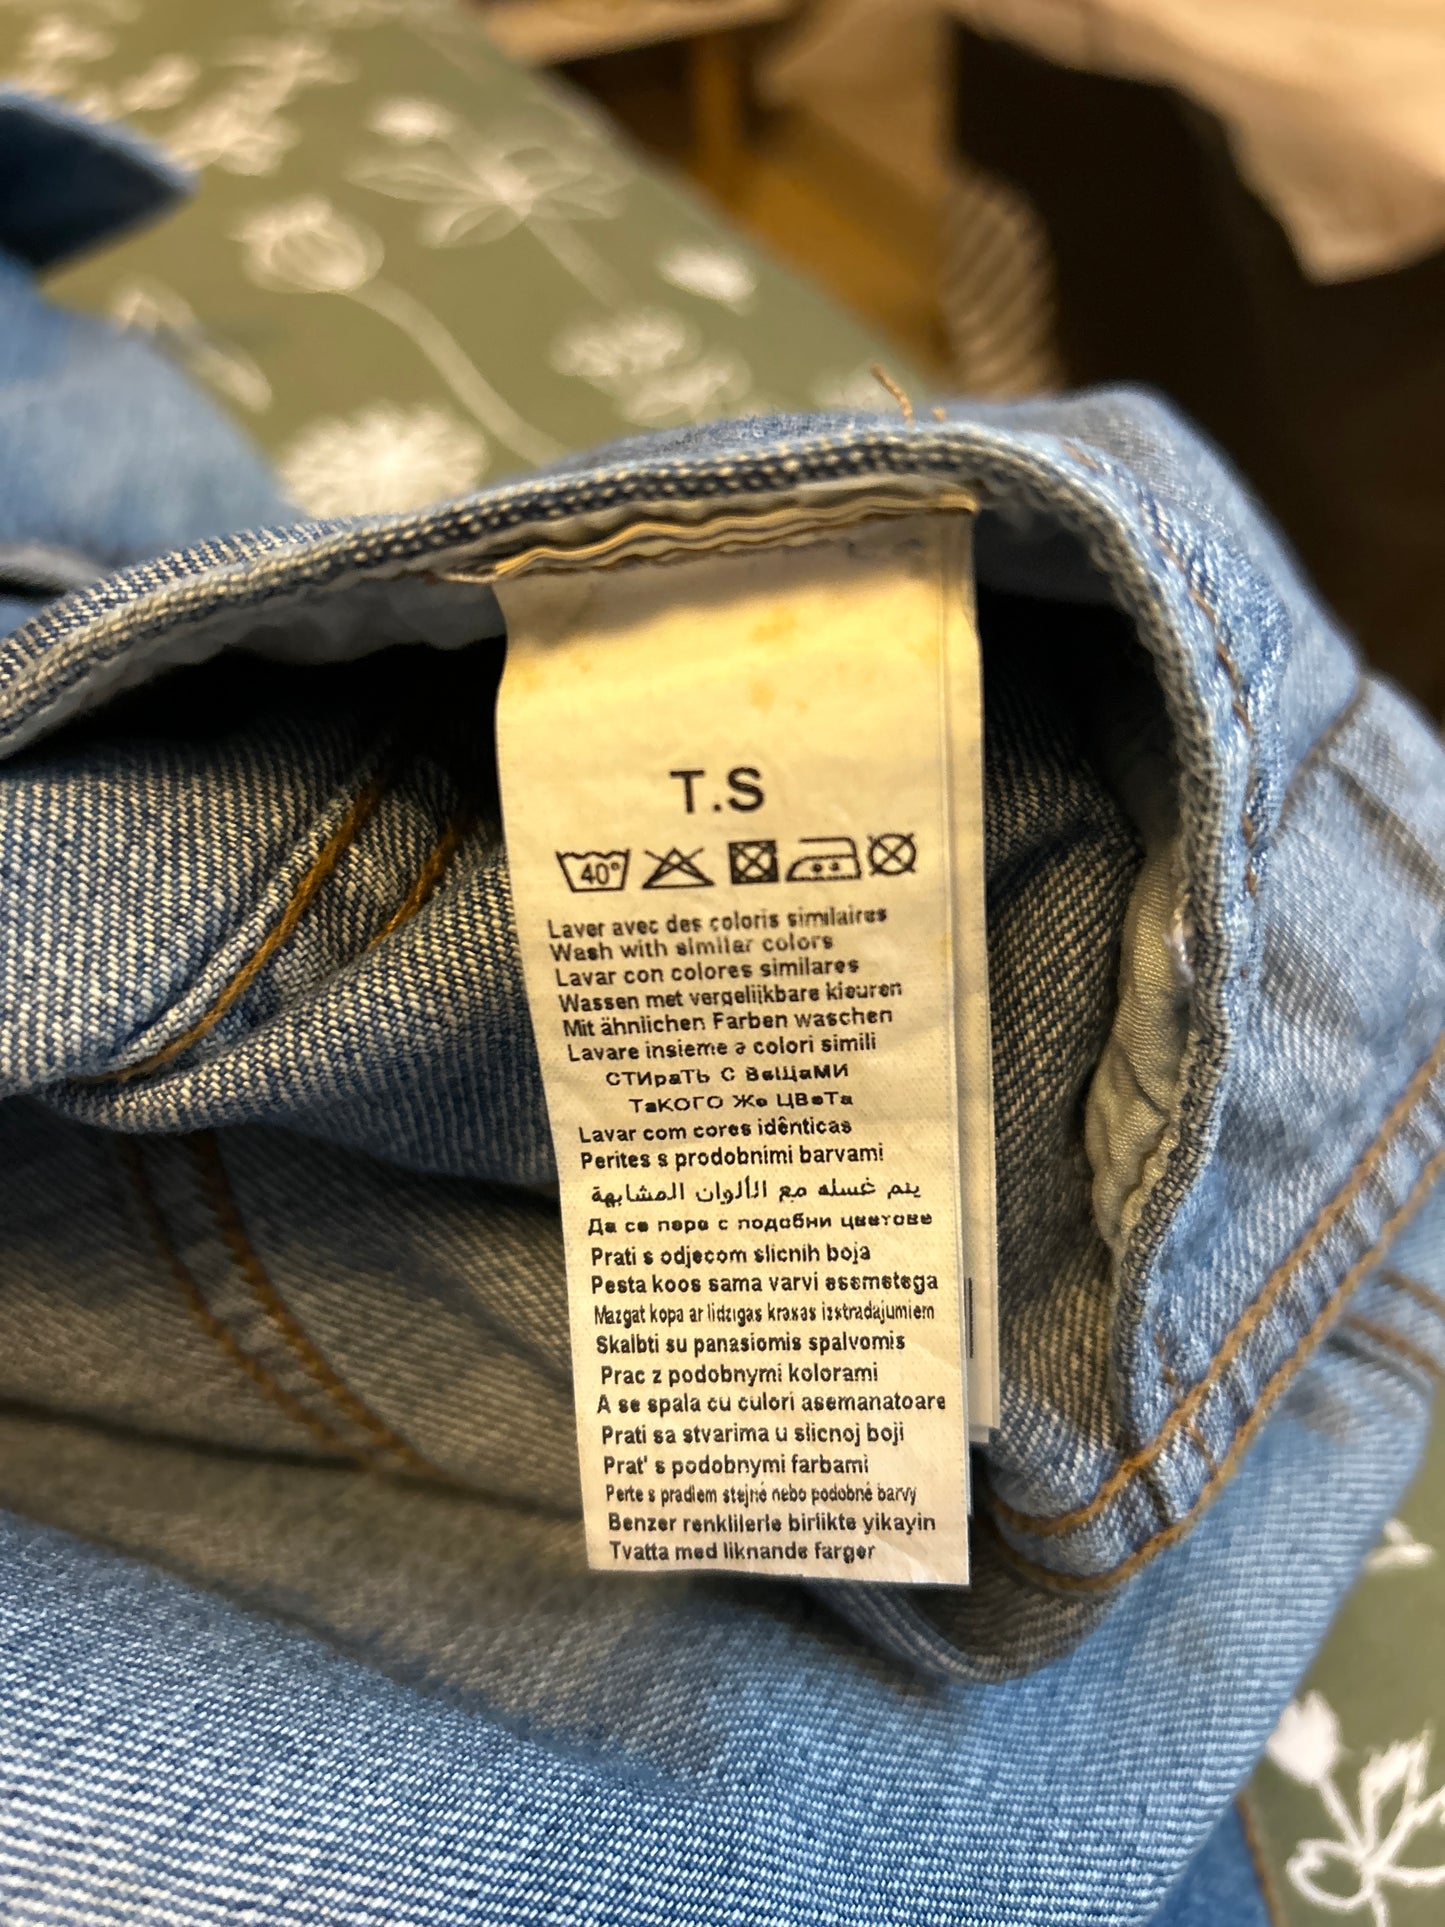 T.S
40°
Laver avec des coloris similaires
Wash with similar colors
Lavar con colores similares
Wassen met vergelijkbare kleuren
Mit ähnlichen Farben waschen
Lavare insieme a colori simili
СТИраТЬ С ВеЩаМИ
ТаКОГО Же ЦВеТа
Lavar com cores idênticas
Perites s prodobnimi barvami
يتم غسله مع الألوان المشابهة
Да се пере с подобни цветове
Prati s odjecom slicnih boja
Pesta koos sama varvi esemetega
Mazgat kopa ar lidzigas krasas izstradajumiem
Skalbti su panasiomis spalvomis
Prac z podobnymi kolorami
A se spala cu culori asemanatoare
Prati sa stvarima u slicnoj boji
Prat' s podobnymi farbami
Perte s pradlem stejné nebo podobné barvy
Benzer renklilerle birlikte yikayin
Tvatta med liknande farger